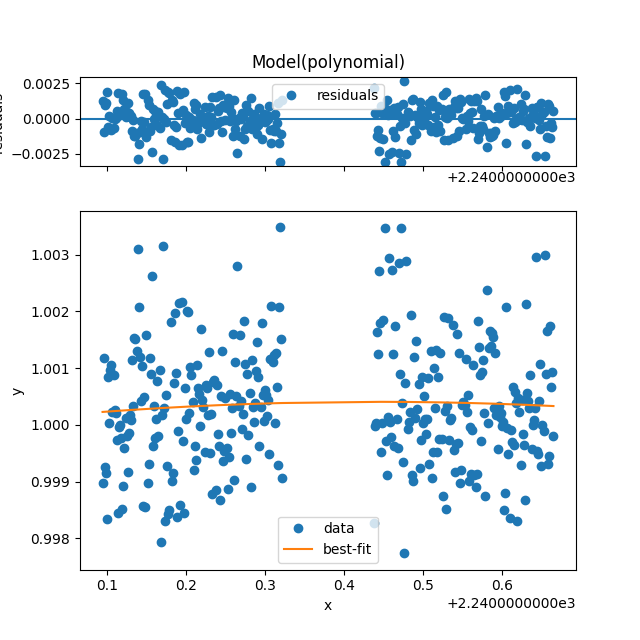 Model(polynomial)
0.0025
0.0000
−0.0025
residuals
+2.2400000000e3
1.003
1.002
1.001
1.000
0.999
0.998
y
data
best-fit
0.1
0.2
0.3
0.4
0.5
0.6
x
+2.2400000000e3